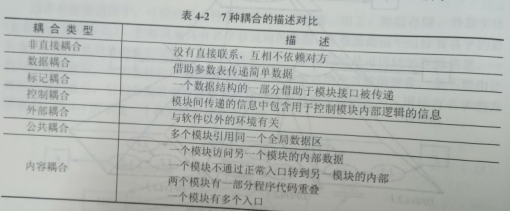 表 4-2 7 种耦合的描述对比
耦合类型 描述
非直接耦合 没有直接联系，互相不依赖对方
数据耦合 借助参数表传递简单数据
标记耦合 一个数据结构的一部分借助于模块接口被传递
控制耦合 模块间传递的信息中包含用于控制模块内部逻辑的信息
外部耦合 与软件以外的环境有关
公共耦合 多个模块引用同一个全局数据区
内容耦合 一个模块访问另一个模块的内部数据
一个模块不通过正常入口转到另一模块的内部
两个模块有一部分程序代码重叠
一个模块有多个入口